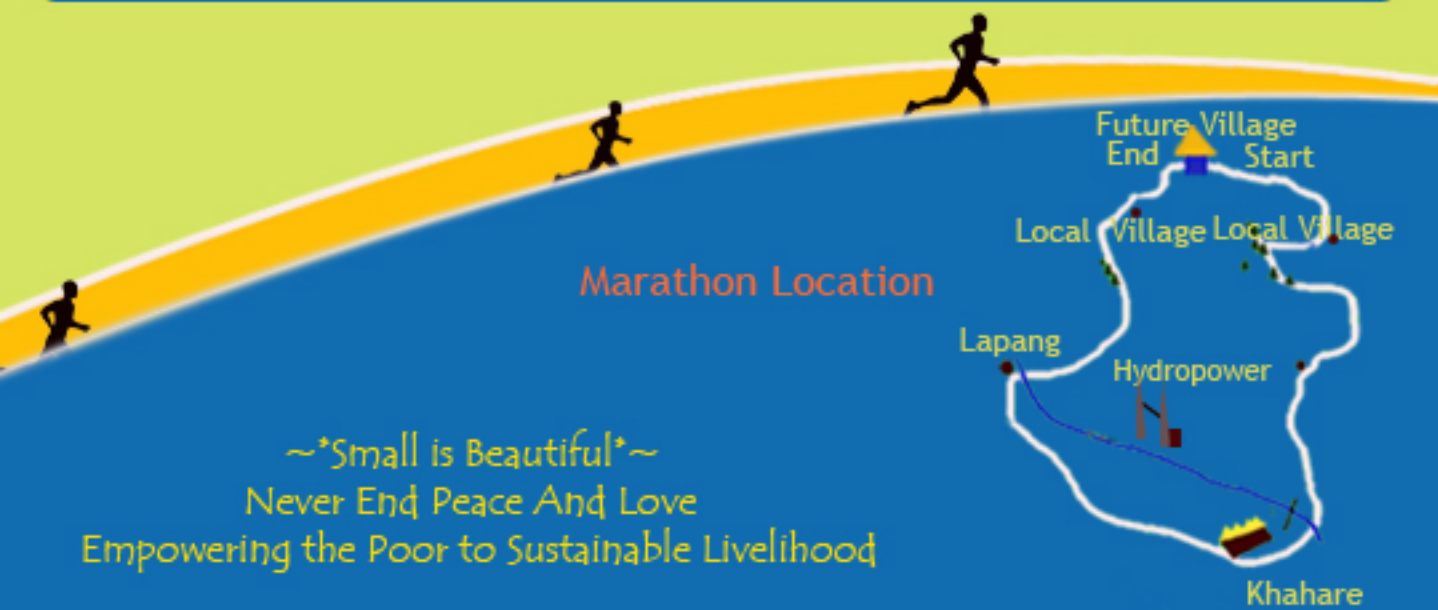 Future Village
End
Start
Local Village
Local Village
Marathon Location
Lapang
Hydropower
~*Small is Beautiful*~
Never End Peace And Love
Empowering the Poor to Sustainable Livelihood
Khahare